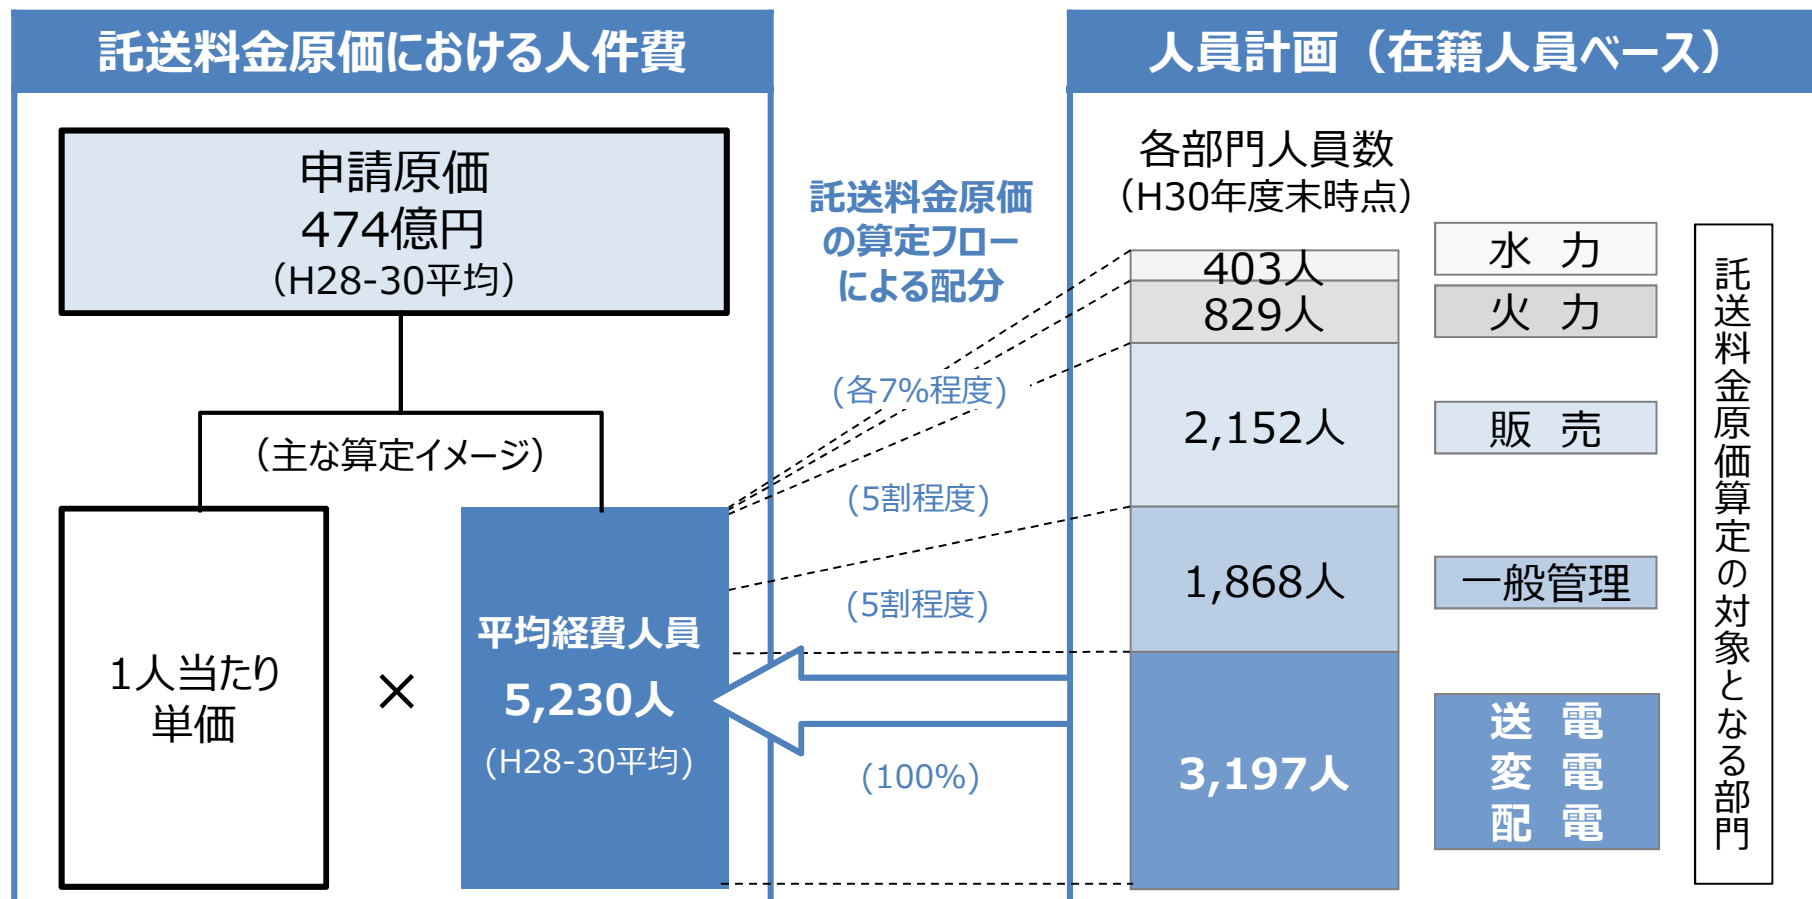 託送料金原価における人件費
申請原価
474億円
（H28-30平均）
（主な算定イメージ）
1人当たり
単価
×
平均経費人員
5,230人
(H28-30平均)
託送料金原価
の算定フロー
による配分
(各7%程度)
(5割程度)
(5割程度)
(100%)
人員計画（在籍人員ベース）
各部門人員数
（H30年度末時点）
403人
829人
2,152人
1,868人
3,197人
水 力
火 力
販 売
一般管理
送 電
変 電
配 電
託送料金原価算定の対象となる部門